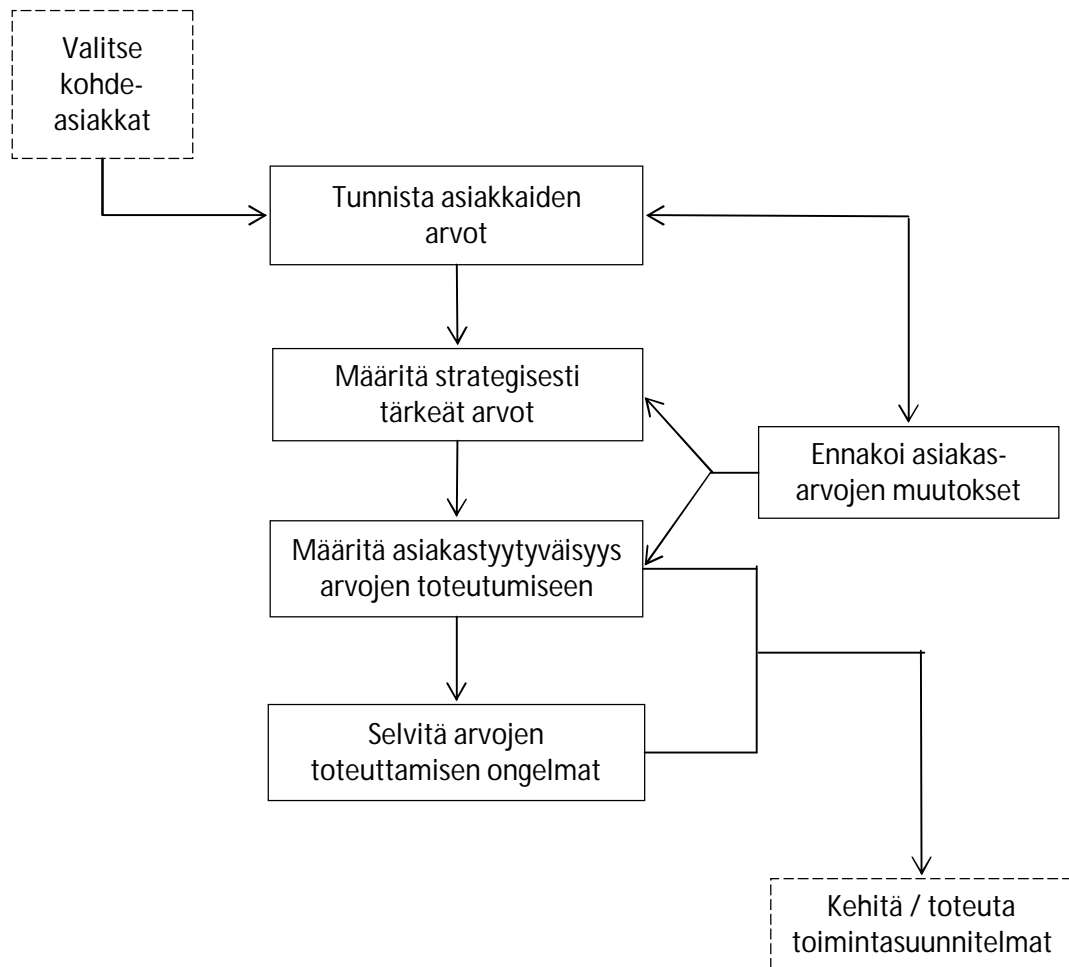 Valitse
kohde-
asiakkat
Tunnista asiakkaiden
arvot
Määritä strategisesti
tärkeät arvot
Ennakoi asiakas-
arvojen muutokset
Määritä asiakastyytyväisyys
arvojen toteutumiseen
Selvitä arvojen
toteuttamisen ongelmat
Kehitä / toteuta
toimintasuunnitelmat